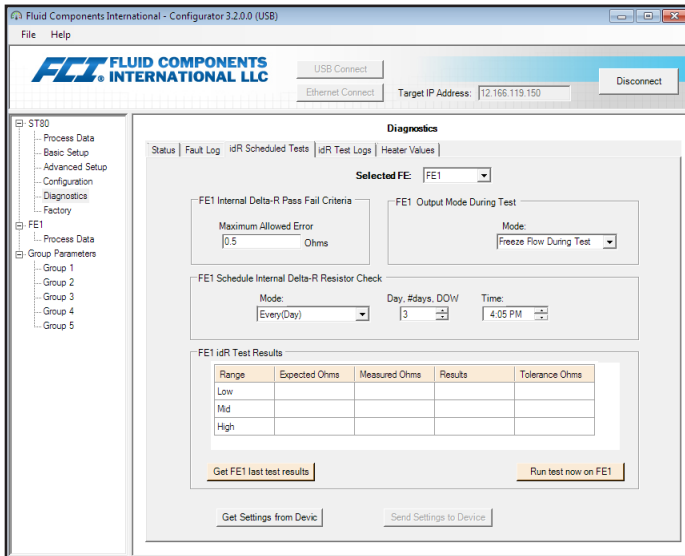 Fluid Components International - Configurator 3.2.0.0 (USB)
File Help
FCI. FLUID COMPONENTS
INTERNATIONAL LLC
USB Connect
Ethernet Connect
Target IP Address: 12.166.119.150
Disconnect
ST80
Process Data
Basic Setup
Advanced Setup
Configuration
Diagnostics
Factory
FE1
Process Data
Group Parameters
Group 1
Group 2
Group 3
Group 4
Group 5
Diagnostics
Status Fault Log idR Scheduled Tests idR Test Logs Heater Values
Selected FE: FE1
FE1 Internal Delta-R Pass Fail Criteria
Maximum Allowed Error
0.5 Ohms
FE1 Output Mode During Test
Mode:
Freeze Flow During Test
FE1 Schedule Internal Delta-R Resistor Check
Mode: Day, #days, DOW Time:
Every(Day) 3 4:05 PM
FE1 idR Test Results
Range Expected Ohms Measured Ohms Results Tolerance Ohms
Low
Mid
High
Get FE1 last test results
Run test now on FE1
Get Settings from Devic
Send Settings to Device